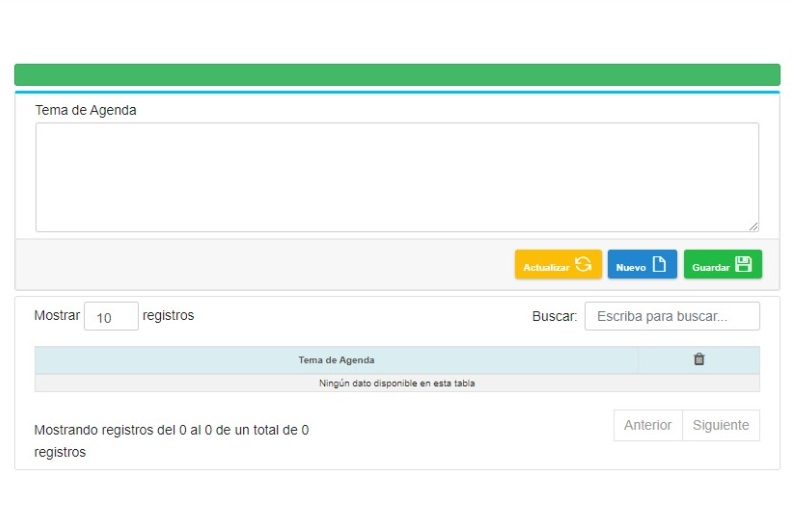 Tema de Agenda
Actualizar Nuevo Guardar
Mostrar 10 registros Buscar: Escriba para buscar...
Tema de Agenda
Ningún dato disponible en esta tabla
Mostrando registros del 0 al 0 de un total de 0
registros
Anterior Siguiente